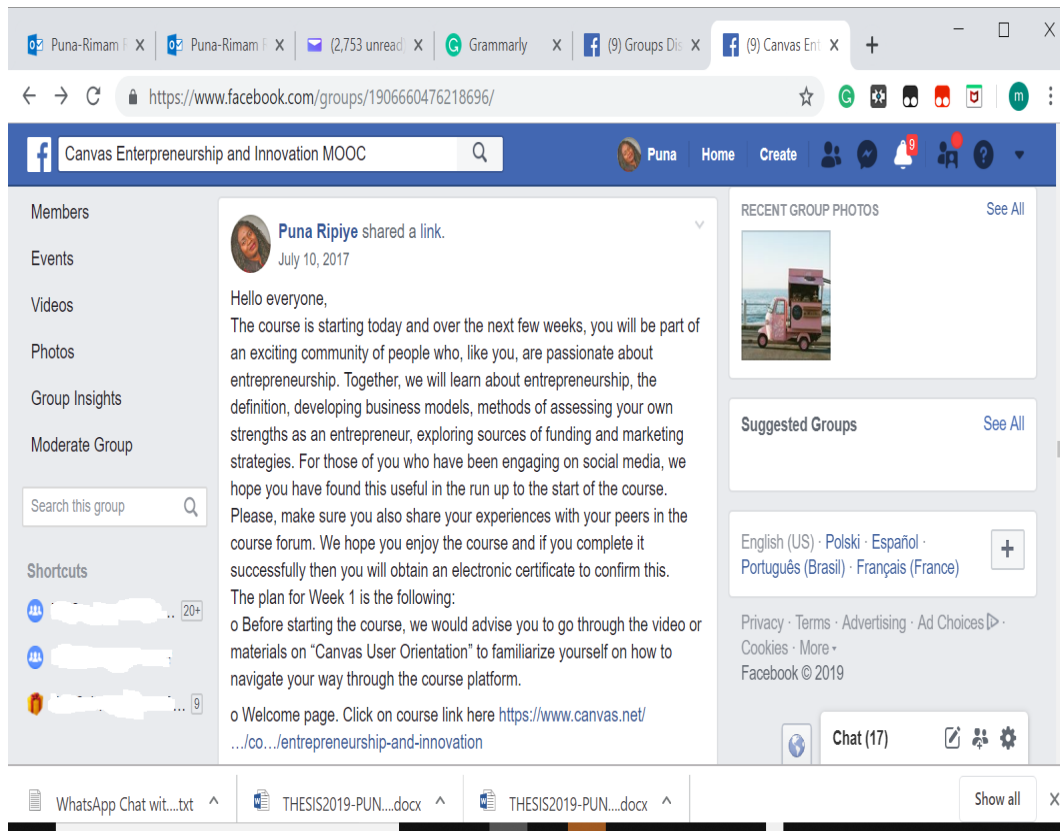 Puna-Rimam F
Puna-Rimam F
(2,753 unread)
Grammarly
(9) Groups Dis
(9) Canvas Ent
https://www.facebook.com/groups/1906660476218696/
m
Canvas Enterpreneurship and Innovation MOOC
Puna
Home
Create
9
Members
Events
Videos
Photos
Group Insights
Moderate Group
Search this group
Shortcuts
.. 20+
... 9
Puna Ripiye shared a link.
July 10, 2017
Hello everyone,
The course is starting today and over the next few weeks, you will be part of
an exciting community of people who, like you, are passionate about
entrepreneurship. Together, we will learn about entrepreneurship, the
definition, developing business models, methods of assessing your own
strengths as an entrepreneur, exploring sources of funding and marketing
strategies. For those of you who have been engaging on social media, we
hope you have found this useful in the run up to the start of the course.
Please, make sure you also share your experiences with your peers in the
course forum. We hope you enjoy the course and if you complete it
successfully then you will obtain an electronic certificate to confirm this.
The plan for Week 1 is the following:
o Before starting the course, we would advise you to go through the video or
materials on “Canvas User Orientation” to familiarize yourself on how to
navigate your way through the course platform.
o Welcome page. Click on course link here https://www.canvas.net/
.../co.../entrepreneurship-and-innovation
RECENT GROUP PHOTOS
See All
Suggested Groups
See All
English (US) · Polski · Español ·
Português (Brasil) · Français (France)
Privacy · Terms · Advertising · Ad Choices ·
Cookies · More
Facebook © 2019
Chat (17)
WhatsApp Chat wit....txt
THESIS2019-PUN....docx
THESIS2019-PUN....docx
Show all